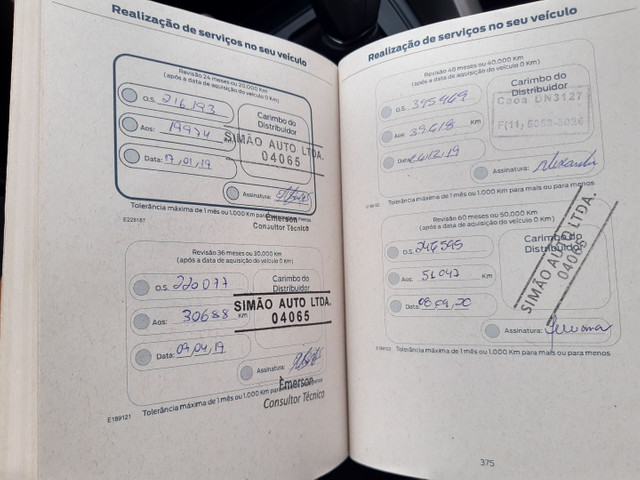 Realização de serviços no seu veículo
Revisão 24 meses ou 20.000 Km
(após a data de aquisição do veículo 0 Km)
O.S. 216193
Aos: 19974
Data: 17/01/19
Carimbo do
Distribuidor
SIMÃO AUTO LTDA.
04065
Assinatura:
Emerson
Consultor Técnico
Tolerância máxima de 1 mês ou 1.000 Km para mais ou para menos
E225187
Revisão 36 meses ou 30.000 Km
(após a data de aquisição do veículo 0 Km)
O.S. 220077
Aos: 30688 Km
Data: 09/04/19
Carimbo do
Distribuidor
SIMÃO AUTO LTDA.
04065
Assinatura:
Emerson
Consultor Técnico
Tolerância máxima de 1 mês ou 1.000 Km para mais ou para menos
E189121
Realização de serviços no seu veículo
Revisão 48 meses ou 40.000 Km
(após a data de aquisição do veículo 0 Km)
O.S. 395969
Aos: 39618 Km
Data:
Carimbo do
Distribuidor
Caoa DN3127
Assinatura:
Tolerância máxima de 1 mês ou 1.000 Km para mais ou para menos
Revisão 60 meses ou 50.000 Km
(após a data de aquisição do veículo 0 Km)
O.S. 246595
Aos: 51047 Km
Data: 08/09/20
Carimbo do
Distribuidor
SIMÃO AUTO LTDA.
04065
Assinatura:
Tolerância máxima de 1 mês ou 1.000 Km para mais ou para menos
375